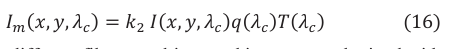 I_m(x, y, λ_c) = k_2 I(x, y, λ_c)q(λ_c)T(λ_c) (16)